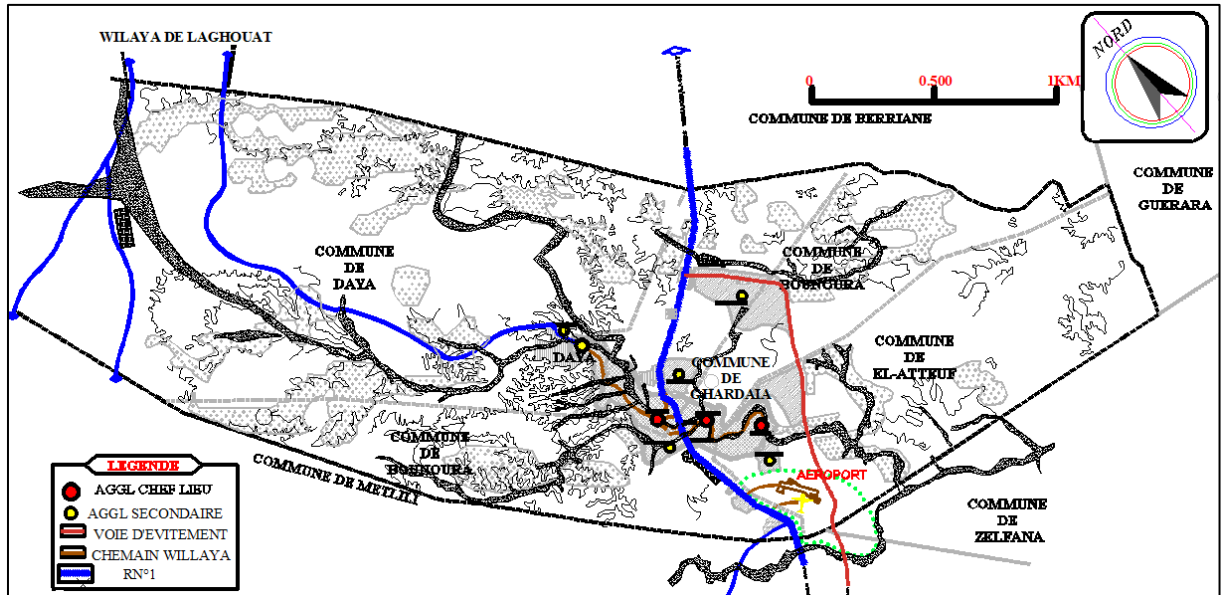 WILAYA DE LAGHOUAT
NORD
0 0.500 1KM
COMMUNE DE BERRIANE
COMMUNE
DE
GUERARA
COMMUNE
DE
DAYA
COMMUNE
DE
BOUNOURA
DAYA
COMMUNE
DE
GHARDAIA
COMMUNE
DE
EL-ATTEUF
COMMUNE
DE
BOUNOURA
COMMUNE DE METLILI
AEROPORT
COMMUNE
DE
ZELFANA
LEGENDE
AGGL CHEF LIEU
AGGL SECONDAIRE
VOIE D'EVITEMENT
CHEMAIN WILLAYA
RN°1